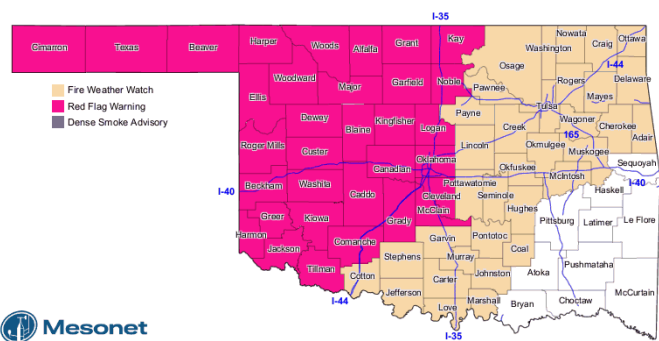 I-35
Cimarron
Texas
Beaver
Harper
Woods
Alfalfa
Grant
Kay
Nowata
Craig
Ottawa
Washington
Osage
I-44
Woodward
Major
Garfield
Noble
Pawnee
Rogers
Delaware
Mayes
Ellis
Tulsa
Fire Weather Watch
Red Flag Warning
Dense Smoke Advisory
Dewey
Blaine
Kingfisher
Logan
Payne
Creek
Wagoner
Cherokee
Adair
165
Roger Mills
Custer
Lincoln
Okmulgee
Muskogee
Canadian
Oklahoma
Okfuskee
McIntosh
Sequoyah
I-40
Beckham
Washita
Caddo
Cleveland
Pottawatomie
Seminole
Haskell
I-40
Greer
Kiowa
Grady
McClain
Hughes
Pittsburg
Latimer
Le Flore
Harmon
Jackson
Comanche
Garvin
Pontotoc
Coal
Tillman
Cotton
Stephens
Murray
Johnston
Atoka
Pushmataha
Jefferson
Carter
Love
Marshall
Bryan
Choctaw
McCurtain
I-44
I-35
Mesonet